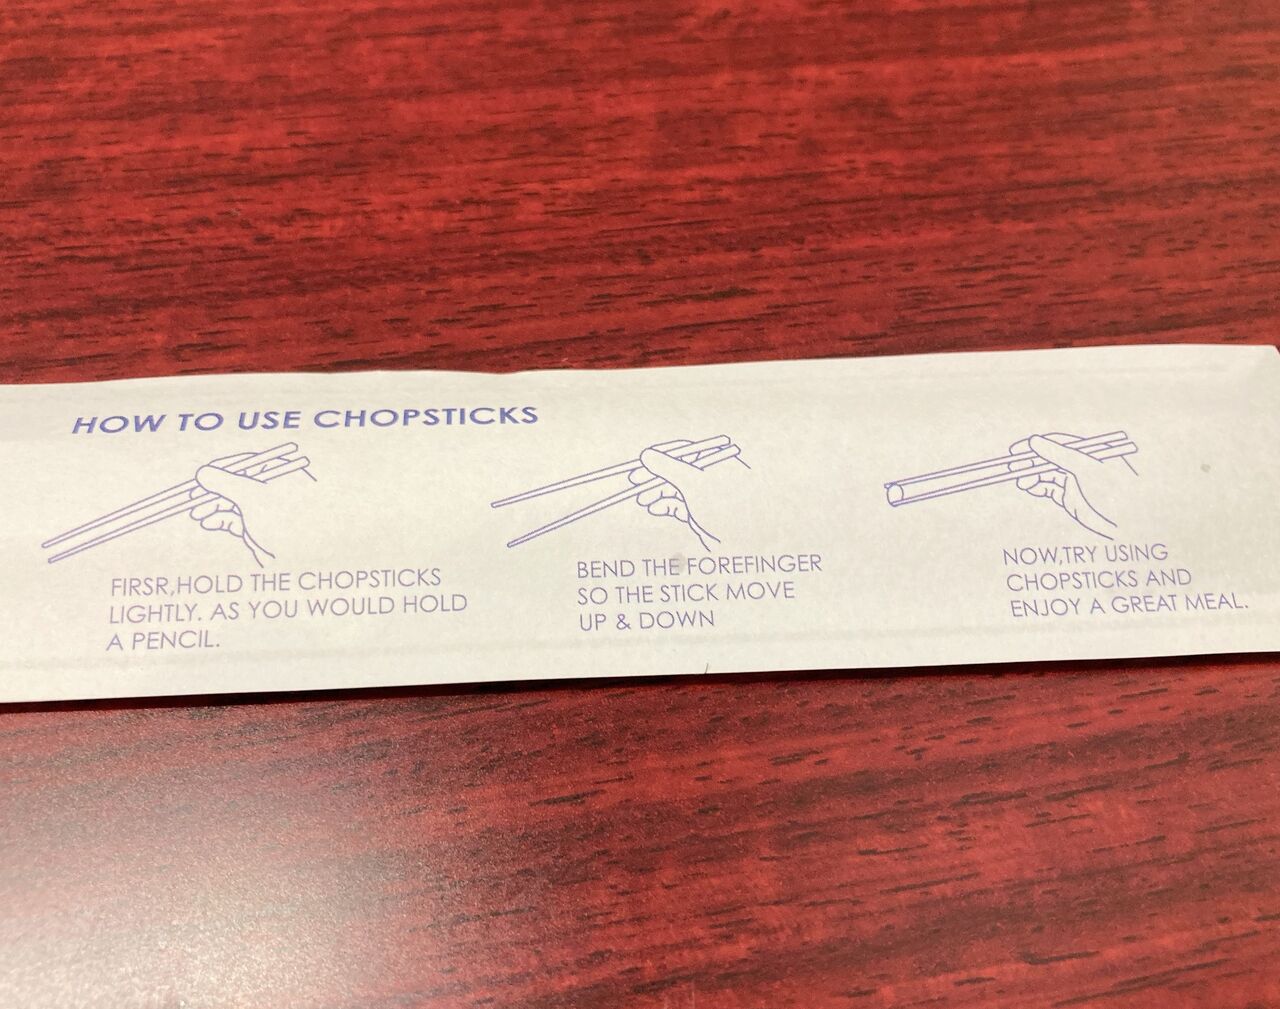 HOW TO USE CHOPSTICKS
FIRSR,HOLD THE CHOPSTICKS
LIGHTLY. AS YOU WOULD HOLD
A PENCIL.
BEND THE FOREFINGER
SO THE STICK MOVE
UP & DOWN
NOW,TRY USING
CHOPSTICKS AND
ENJOY A GREAT MEAL.